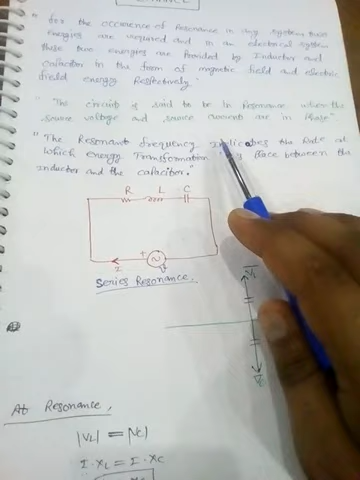 " For the occurence of Resonance in any system two
energies are required and in an electrical system
these two energies are Provided by Inductor and
Capacitor in the form of magnetic field and electric
field energy Respectively
" The circuit is said to be in Resonance when the
source voltage and source currents are in Phase"
" The Resonant frequency indicates the Rate at
which energy Transformation place between the
Inductor and the capacitor."
R L C
+
I
Series Resonance.
At Resonance,
|VL| = |VC|
I. XL = I. XC